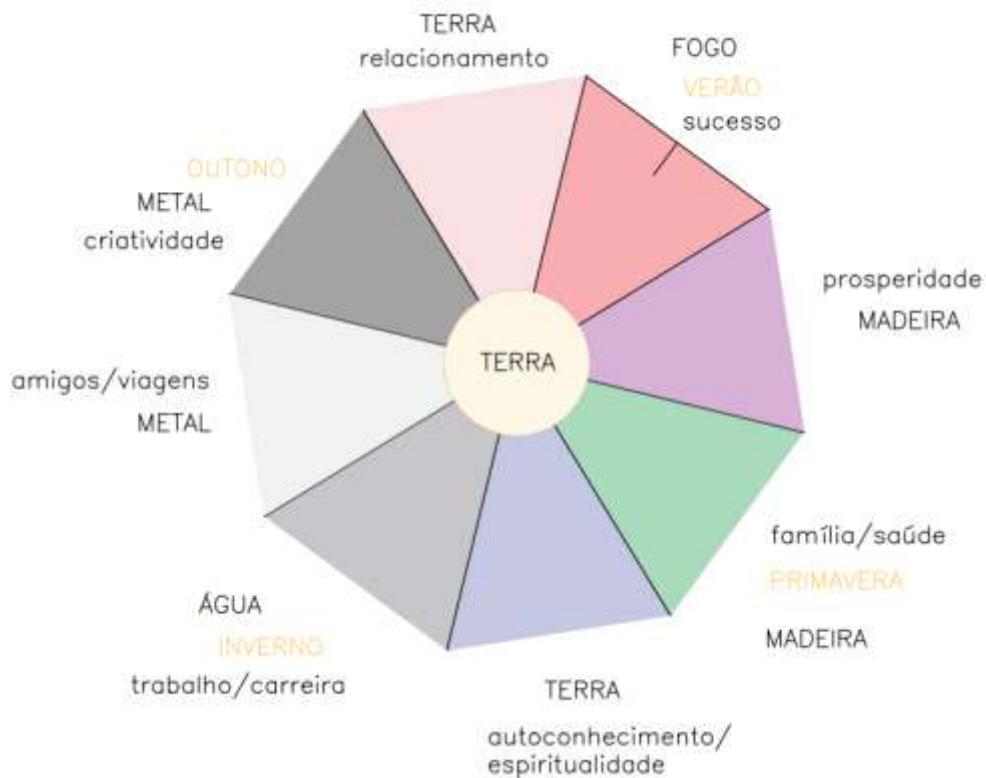 TERRA
relacionamento
FOGO
VERÃO
sucesso
OUTONO
METAL
criatividade
prosperidade
MADEIRA
TERRA
amigos/viagens
METAL
família/saúde
PRIMAVERA
MADEIRA
ÁGUA
INVERNO
trabalho/carreira
TERRA
autoconhecimento/
espiritualidade